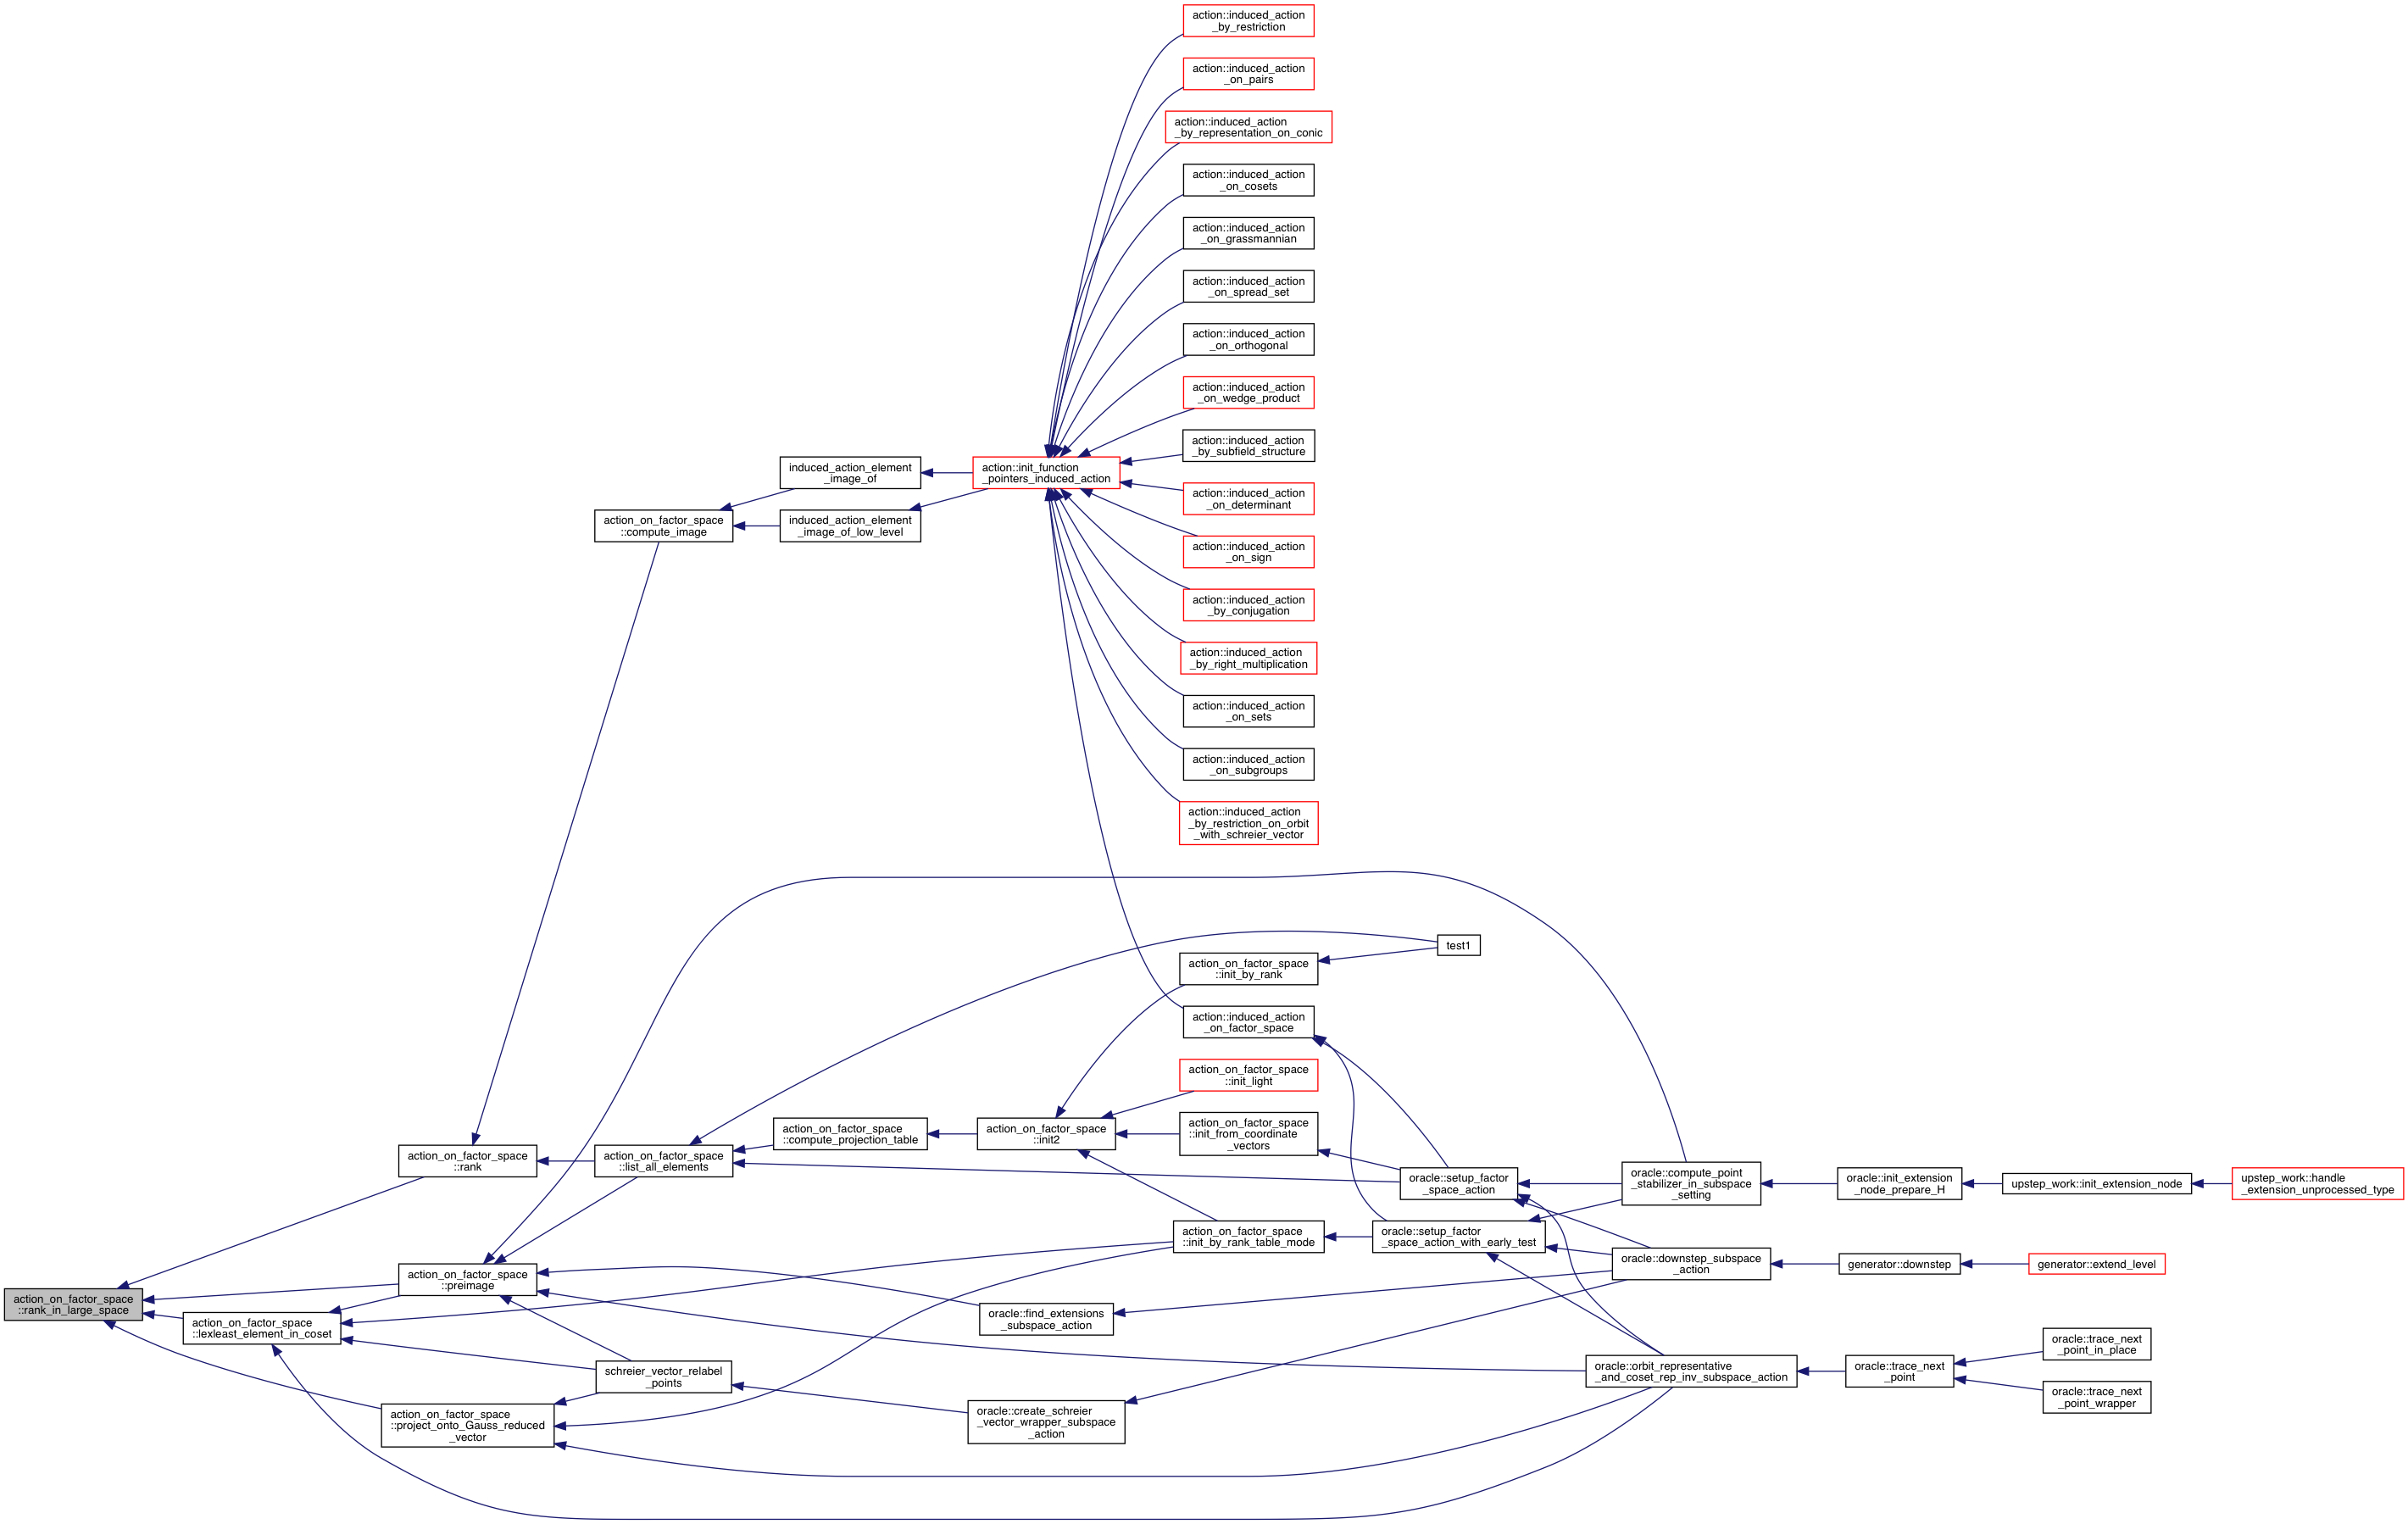 action::induced_action
_by_restriction
action::induced_action
_on_pairs
action::induced_action
_by_representation_on_conic
action::induced_action
_on_cosets
action::induced_action
_on_grassmannian
action::induced_action
_on_spread_set
action::induced_action
_on_orthogonal
action::induced_action
_on_wedge_product
action::induced_action
_by_subfield_structure
action::induced_action
_on_determinant
action::induced_action
_on_sign
action::induced_action
_by_conjugation
action::induced_action
_by_right_multiplication
action::induced_action
_on_sets
action::induced_action
_on_subgroups
action::induced_action
_by_restriction_on_orbit
_with_schreier_vector
induced_action_element
_image_of
action::init_function
_pointers_induced_action
action_on_factor_space
::compute_image
induced_action_element
_image_of_low_level
test1
action_on_factor_space
::init_by_rank
action::induced_action
_on_factor_space
action_on_factor_space
::init_light
action_on_factor_space
::compute_projection_table
action_on_factor_space
::init2
action_on_factor_space
::init_from_coordinate
_vectors
action_on_factor_space
::rank
action_on_factor_space
::list_all_elements
oracle::setup_factor
_space_action
oracle::compute_point
_stabilizer_in_subspace
_setting
oracle::init_extension
_node_prepare_H
upstep_work::init_extension_node
upstep_work::handle
_extension_unprocessed_type
action_on_factor_space
::init_by_rank_table_mode
oracle::setup_factor
_space_action_with_early_test
oracle::downstep_subspace
_action
generator::downstep
generator::extend_level
action_on_factor_space
::preimage
action_on_factor_space
::rank_in_large_space
action_on_factor_space
::lexleast_element_in_coset
oracle::find_extensions
_subspace_action
schreier_vector_relabel
_points
oracle::orbit_representative
_and_coset_rep_inv_subspace_action
oracle::trace_next
_point
oracle::trace_next
_point_in_place
oracle::trace_next
_point_wrapper
action_on_factor_space
::project_onto_Gauss_reduced
_vector
oracle::create_schreier
_vector_wrapper_subspace
_action